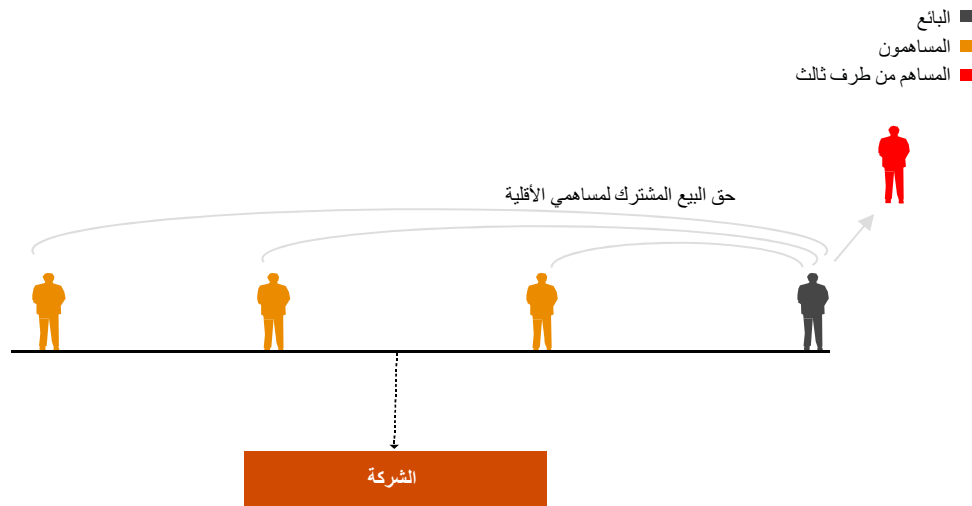 البائع
المساهمون
المساهم من طرف ثالث
حق البيع المشترك لمساهمي الأقلية
الشركة